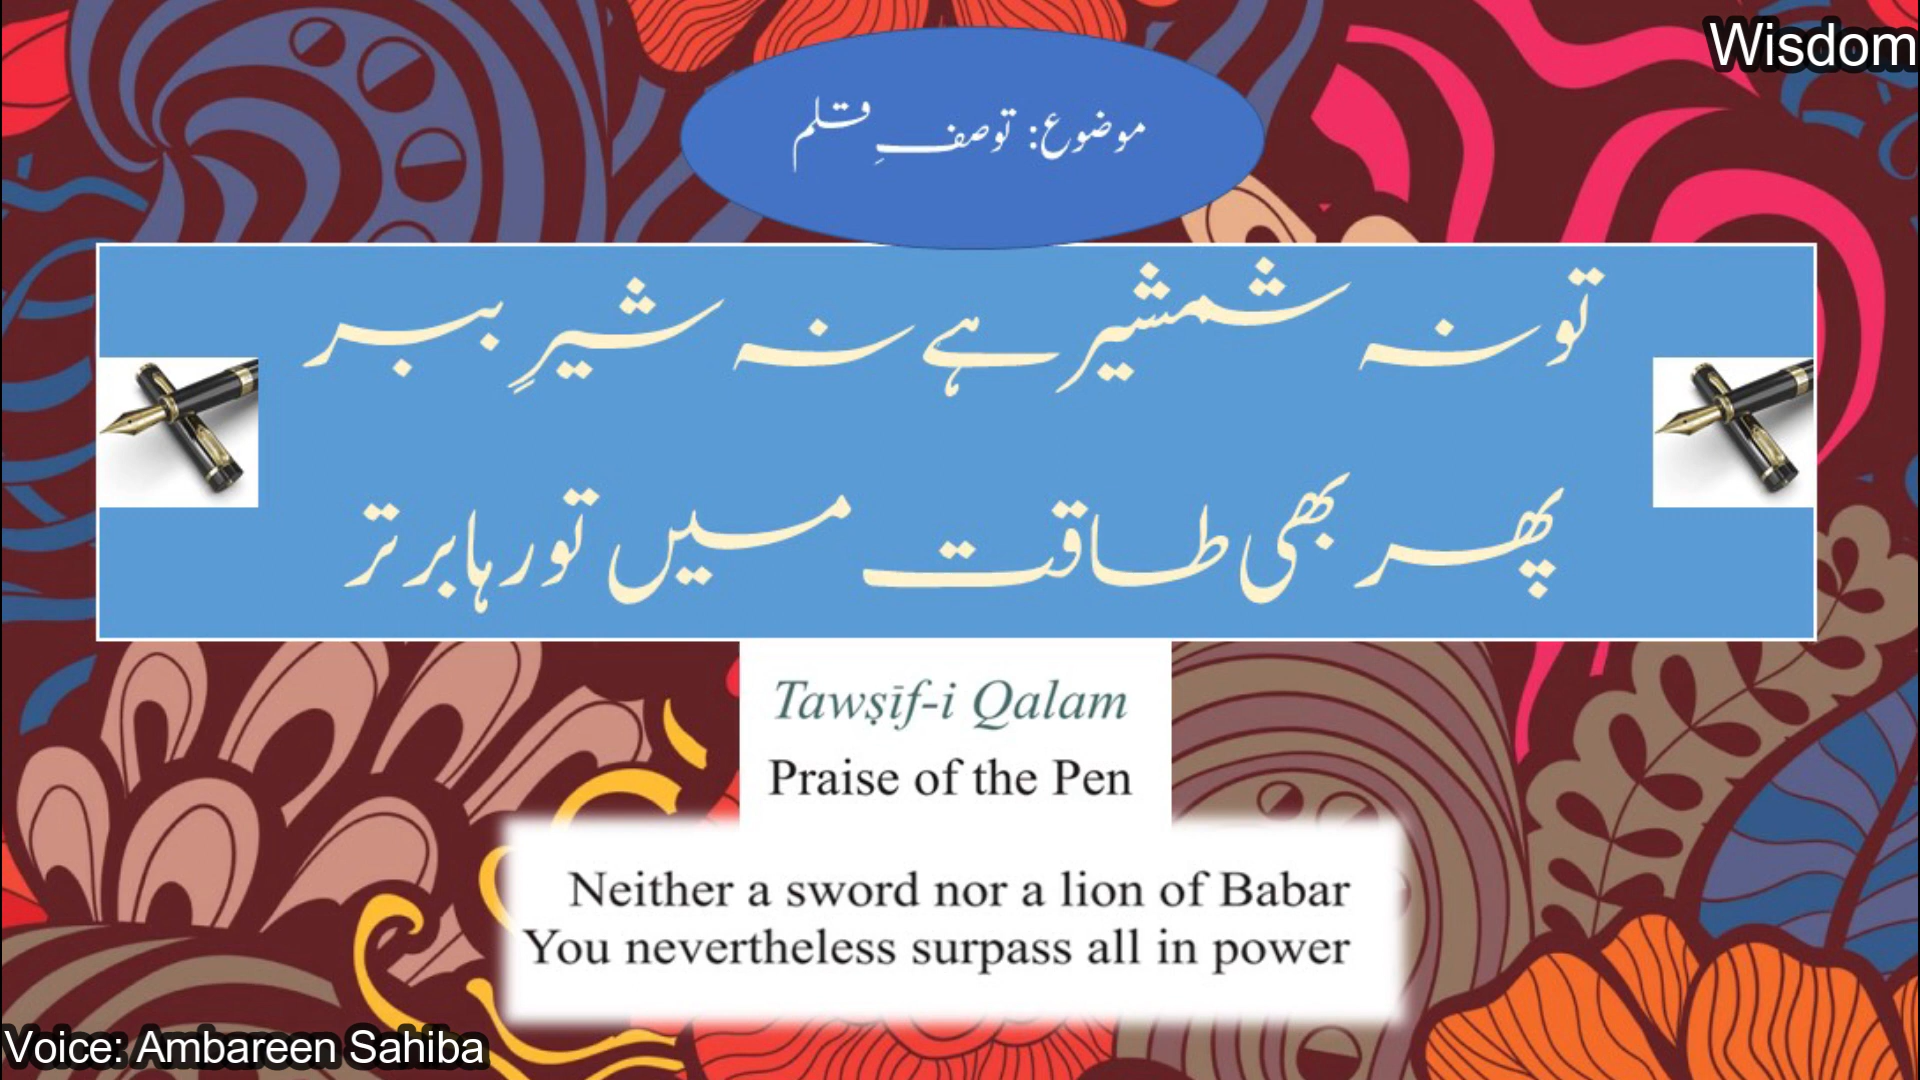 Wisdom
موضوع: توصفِ قلم
تو نہ شمشیر ہے نہ شیرِ ببر
پھر بھی طاقت میں تو رہا برتر
Tawṣīf-i Qalam
Praise of the Pen
Neither a sword nor a lion of Babar
You nevertheless surpass all in power
Voice: Ambareen Sahiba